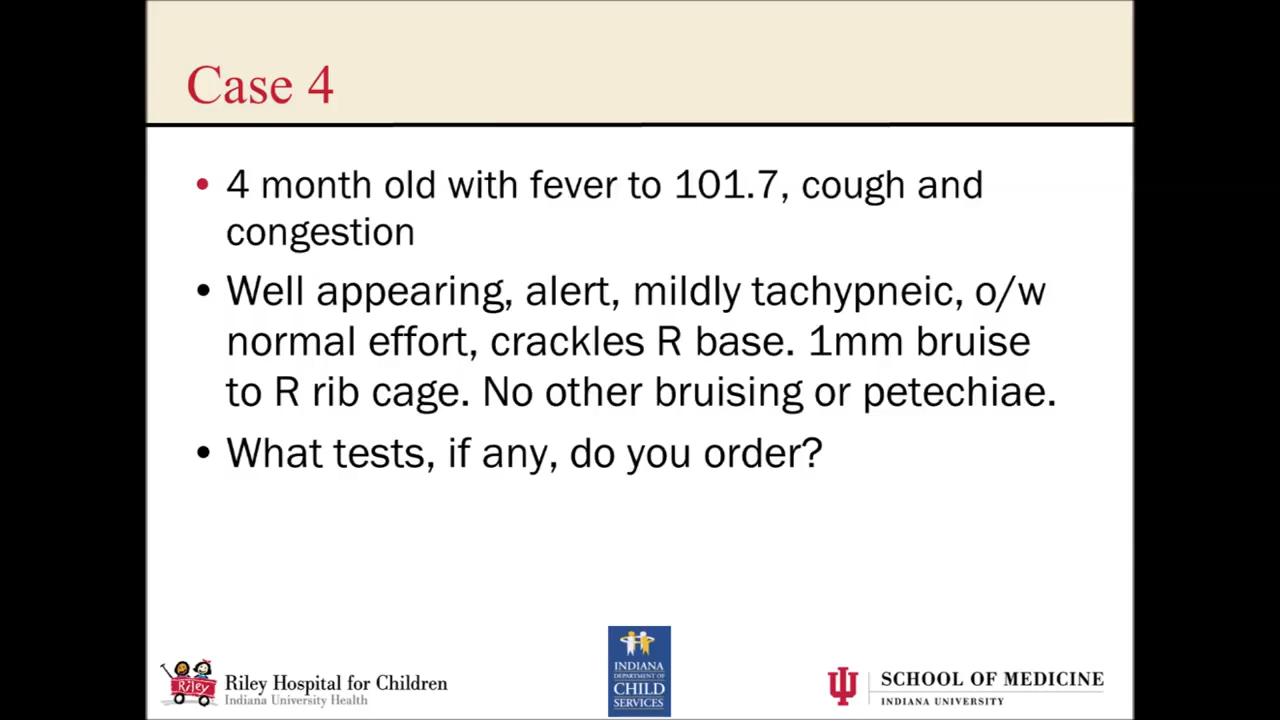 Case 4
• 4 month old with fever to 101.7, cough and
congestion
• Well appearing, alert, mildly tachypneic, o/w
normal effort, crackles R base. 1mm bruise
to R rib cage. No other bruising or petechiae.
• What tests, if any, do you order?
Riley
Riley Hospital for Children
Indiana University Health
INDIANA
DEPARTMENT OF
CHILD
SERVICES
SCHOOL OF MEDICINE
INDIANA UNIVERSITY